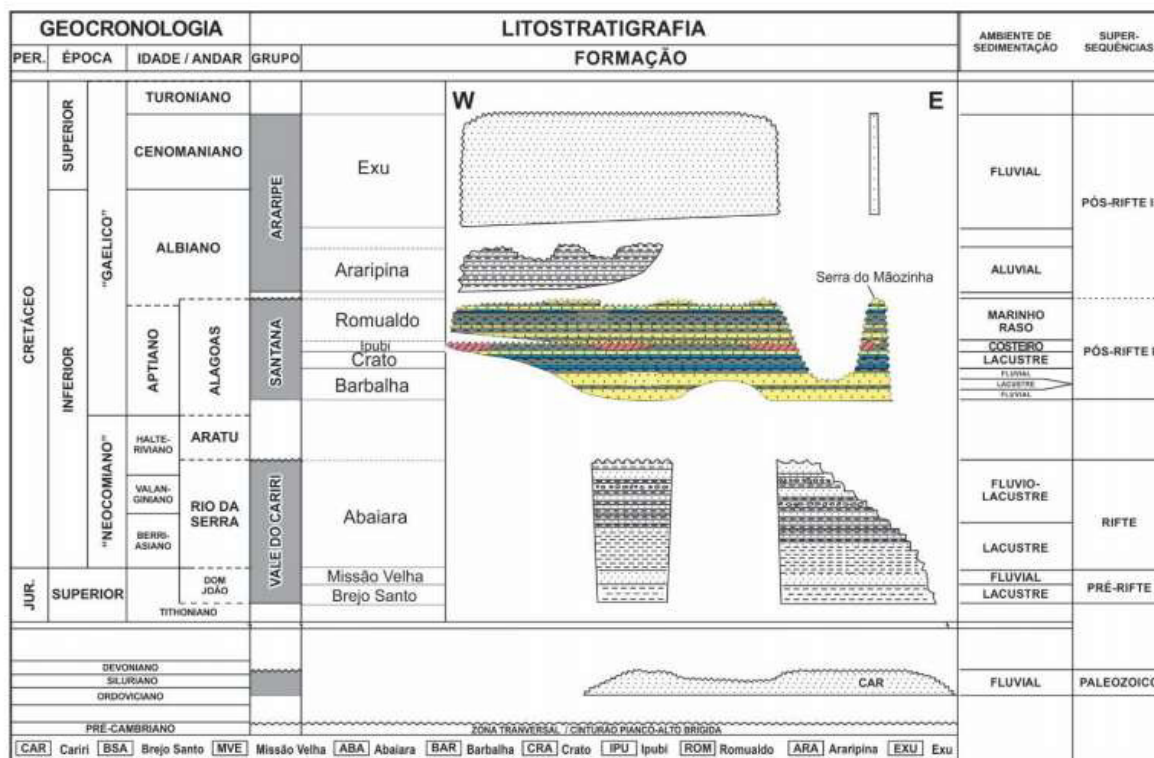 GEOCRONOLOGIA LITOSTRATIGRAFIA AMBIENTE DE SEDIMENTAÇÃO SUPER-SEQUÊNCIAS
PER. ÉPOCA IDADE / ANDAR GRUPO FORMAÇÃO
W E
CRETÁCEO
JUR.
SUPERIOR
INFERIOR
SUPERIOR
"GAELICO"
"NEOCOMIANO"
TURONIANO
CENOMANIANO
ALBIANO
APTIANO
ALAGOAS
HALTE-
RIVIANO
ARATU
VALAN-
GINIANO
BERRI-
ASIANO
RIO DA
SERRA
DOM
JOÃO
TITHONIANO
DEVONIANO
SILURIANO
ORDOVICIANO
PRÉ-CAMBRIANO
ARARIPE
SANTANA
VALE DO CARIRI
Exu
Araripina
Romualdo
Ipubi
Crato
Barbalha
Abaiara
Missão Velha
Brejo Santo
Serra do Mãozinha
CAR
ZONA TRANVERSAL / CINTURÃO PIANCÓ-ALTO BRÍGIDA
FLUVIAL
ALUVIAL
MARINHO
RASO
COSTEIRO
LACUSTRE
FLUVIAL
LACUSTRE
FLUVIAL
FLUVIO-
LACUSTRE
LACUSTRE
FLUVIAL
LACUSTRE
FLUVIAL
PÓS-RIFTE II
PÓS-RIFTE I
RIFTE
PRÉ-RIFTE
PALEOZOICO
CAR Cariri BSA Brejo Santo MVE Missão Velha ABA Abaiara BAR Barbalha CRA Crato IPU Ipubi ROM Romualdo ARA Araripina EXU Exu